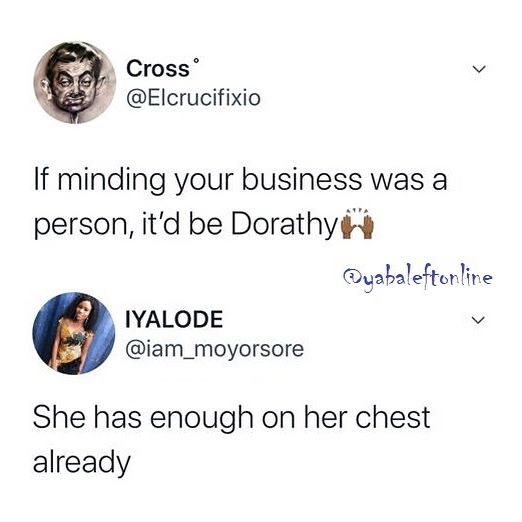 Cross°
@Elcrucifixio
If minding your business was a
person, it'd be Dorathy🙌🏾
@yabaleftonline
IYALODE
@iam_moyorsore
She has enough on her chest
already